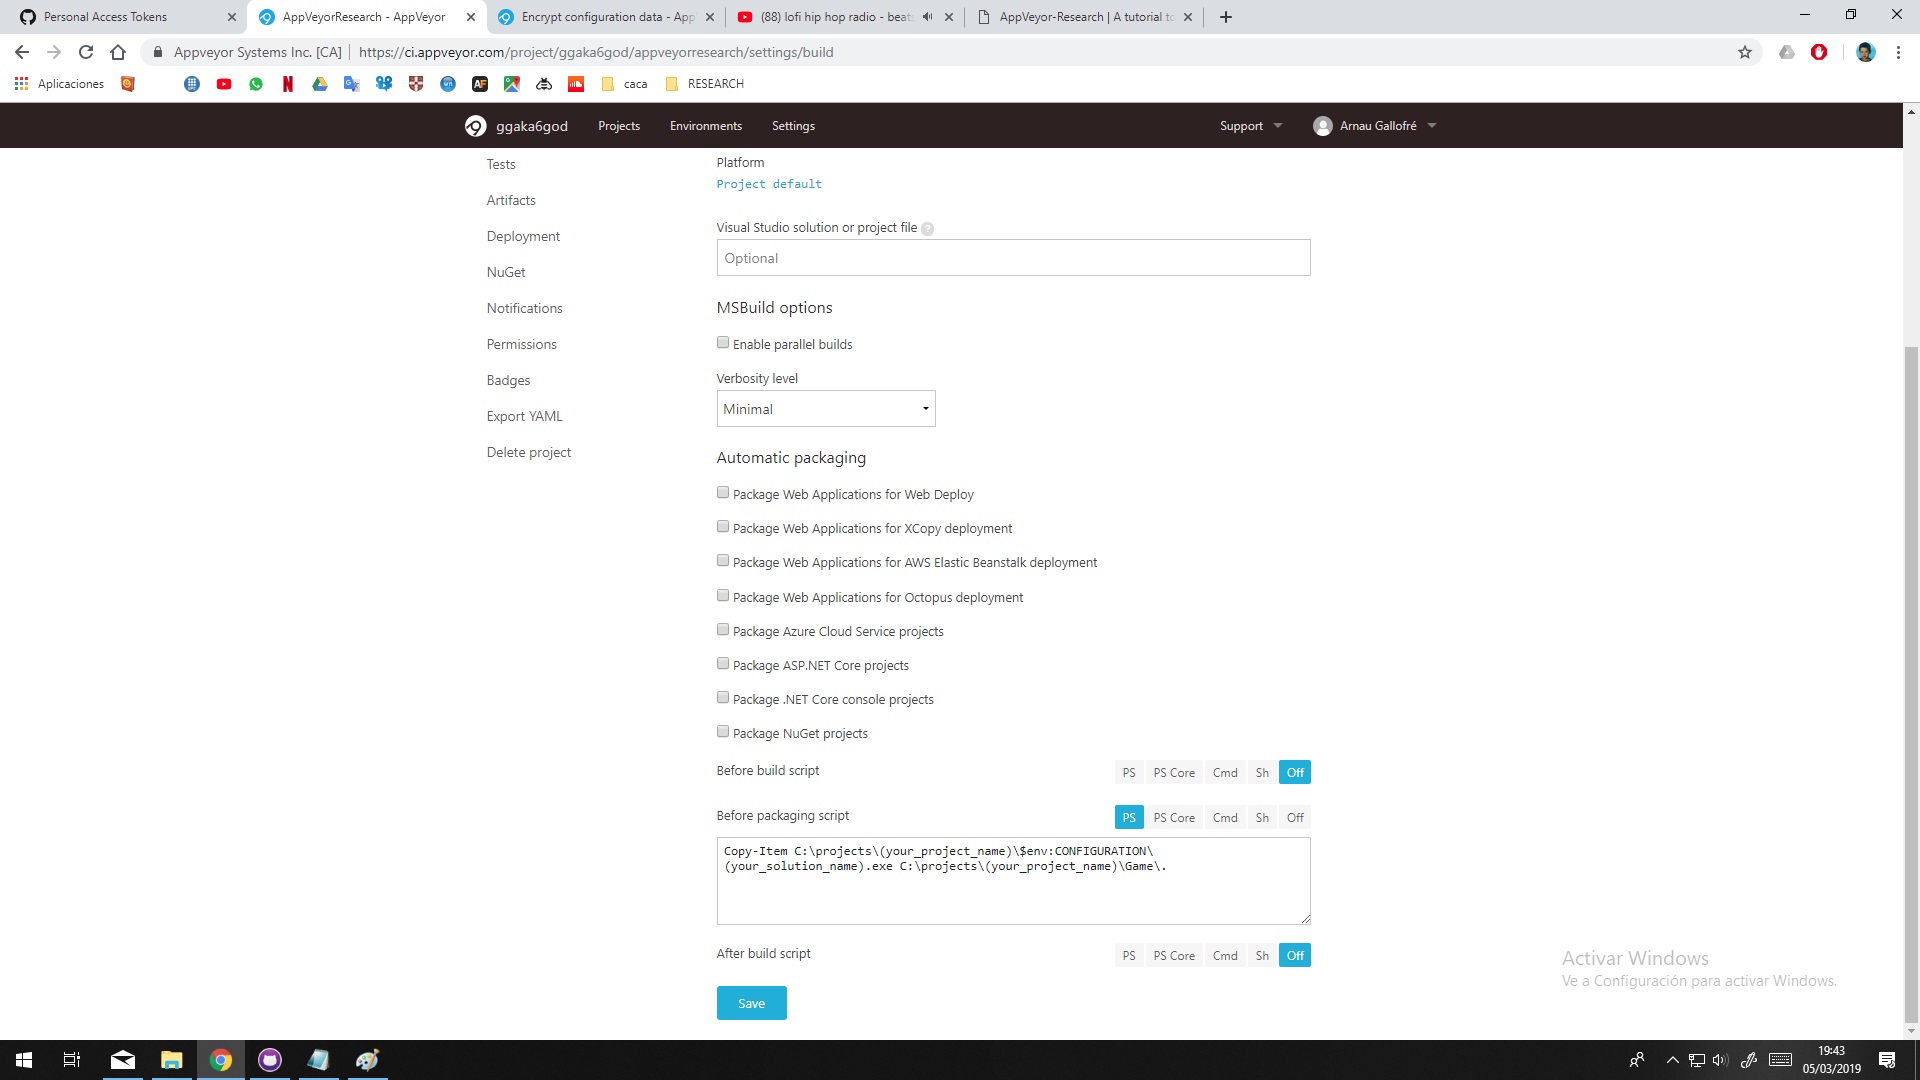 Personal Access Tokens
AppVeyorResearch - AppVeyor
Encrypt configuration data - App
(88) lofi hip hop radio - beat
AppVeyor-Research | A tutorial to
Appveyor Systems Inc. [CA]
https://ci.appveyor.com/project/ggaka6god/appveyorresearch/settings/build
Aplicaciones
caca
RESEARCH
ggaka6god
Projects
Environments
Settings
Support
Arnau Gallofré
Tests
Artifacts
Deployment
NuGet
Notifications
Permissions
Badges
Export YAML
Delete project
Platform
Project default
Visual Studio solution or project file ?
Optional
MSBuild options
Enable parallel builds
Verbosity level
Minimal
Automatic packaging
Package Web Applications for Web Deploy
Package Web Applications for XCopy deployment
Package Web Applications for AWS Elastic Beanstalk deployment
Package Web Applications for Octopus deployment
Package Azure Cloud Service projects
Package ASP.NET Core projects
Package .NET Core console projects
Package NuGet projects
Before build script PS PS Core Cmd Sh Off
Before packaging script PS PS Core Cmd Sh Off
Copy-Item C:\projects\(your_project_name)\$env:CONFIGURATION\
(your_solution_name).exe C:\projects\(your_project_name)\Game\.
After build script PS PS Core Cmd Sh Off
Save
Activar Windows
Ve a Configuración para activar Windows.
19:43
05/03/2019